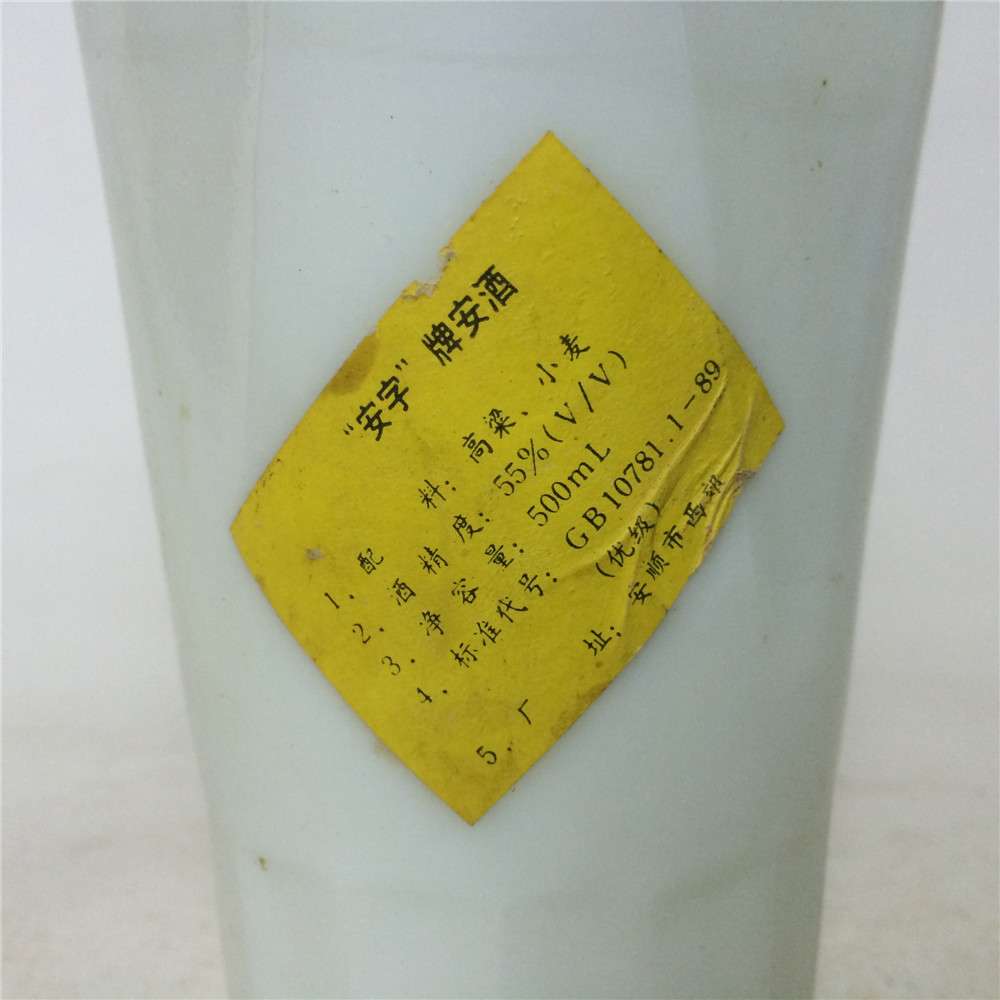 “安字”牌安酒
1．配料：高粱、小麦
2．酒精度：55%(V/V)
3．净容量：500mL
4．标准代号：GB10781.1-89
(优级)
5．厂址：安顺市西郊